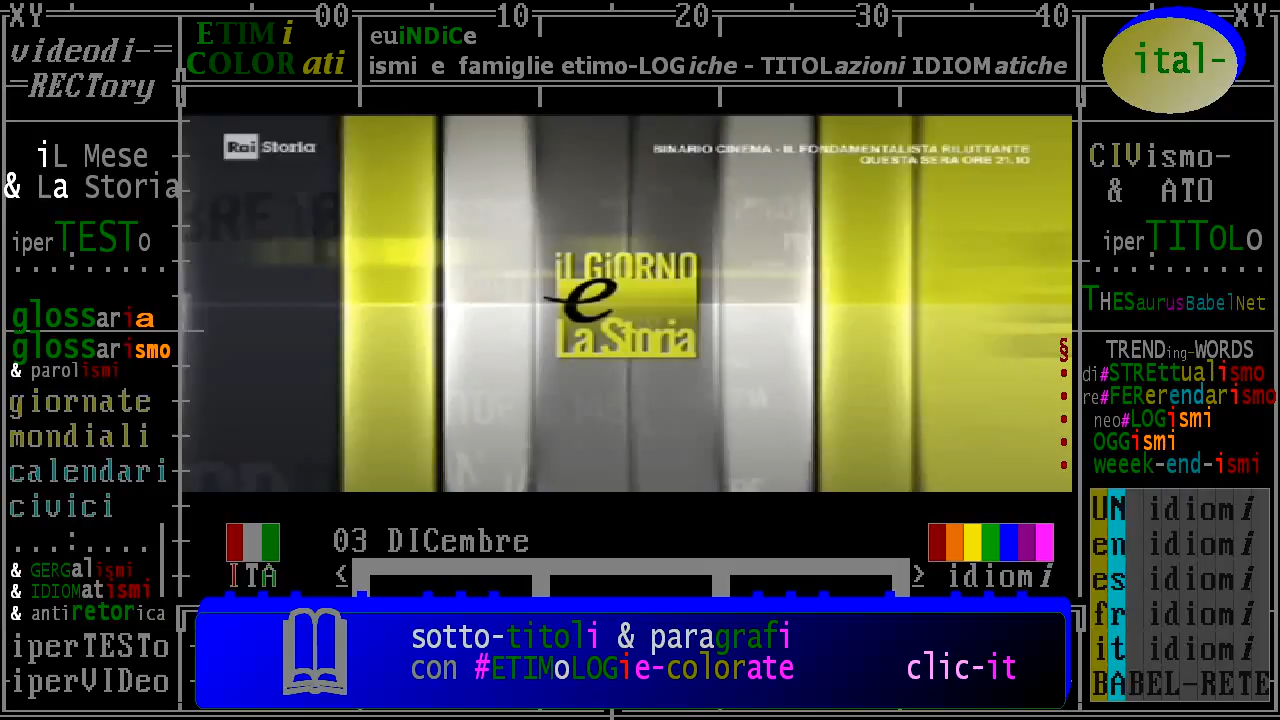 XY 00 10 20 30 40 XY
videodi-=
=RECTory
ETIMi
COLORati
euiNDiCe
ismi e famiglie etimo-LOGiche - TITOLazioni IDIOMatiche
ital-
iL Mese
& La Storia
iperTESTo
glossaria
glossarismo
& parolismi
giornate
mondiali
calendari
civici
& GERGalismi
& IDIOMatismi
& antiretorica
iperTESTo
-iperVIDeo
Rai Storia
BINARIO CINEMA - IL FONDAMENTALISTA RILUTTANTE
QUESTA SERA ORE 21.10
iL GiORNO
e
La Storia
§
03 DICembre
ITA
< > idiomi
sotto-titoli & paragrafi
con #ETIMoLOGie-colorate clic-it
CIVismo-
& ATO
iperTITOLo
THESaurusBabelNet
TRENDing-WORDS
di#STREttualismo
re#FERerendarismo
neo#LOGismi
OGGismi
weeek-end-ismi
UN idiomi
en idiomi
es idiomi
fr idiomi
it idiomi
BABEL-RETE